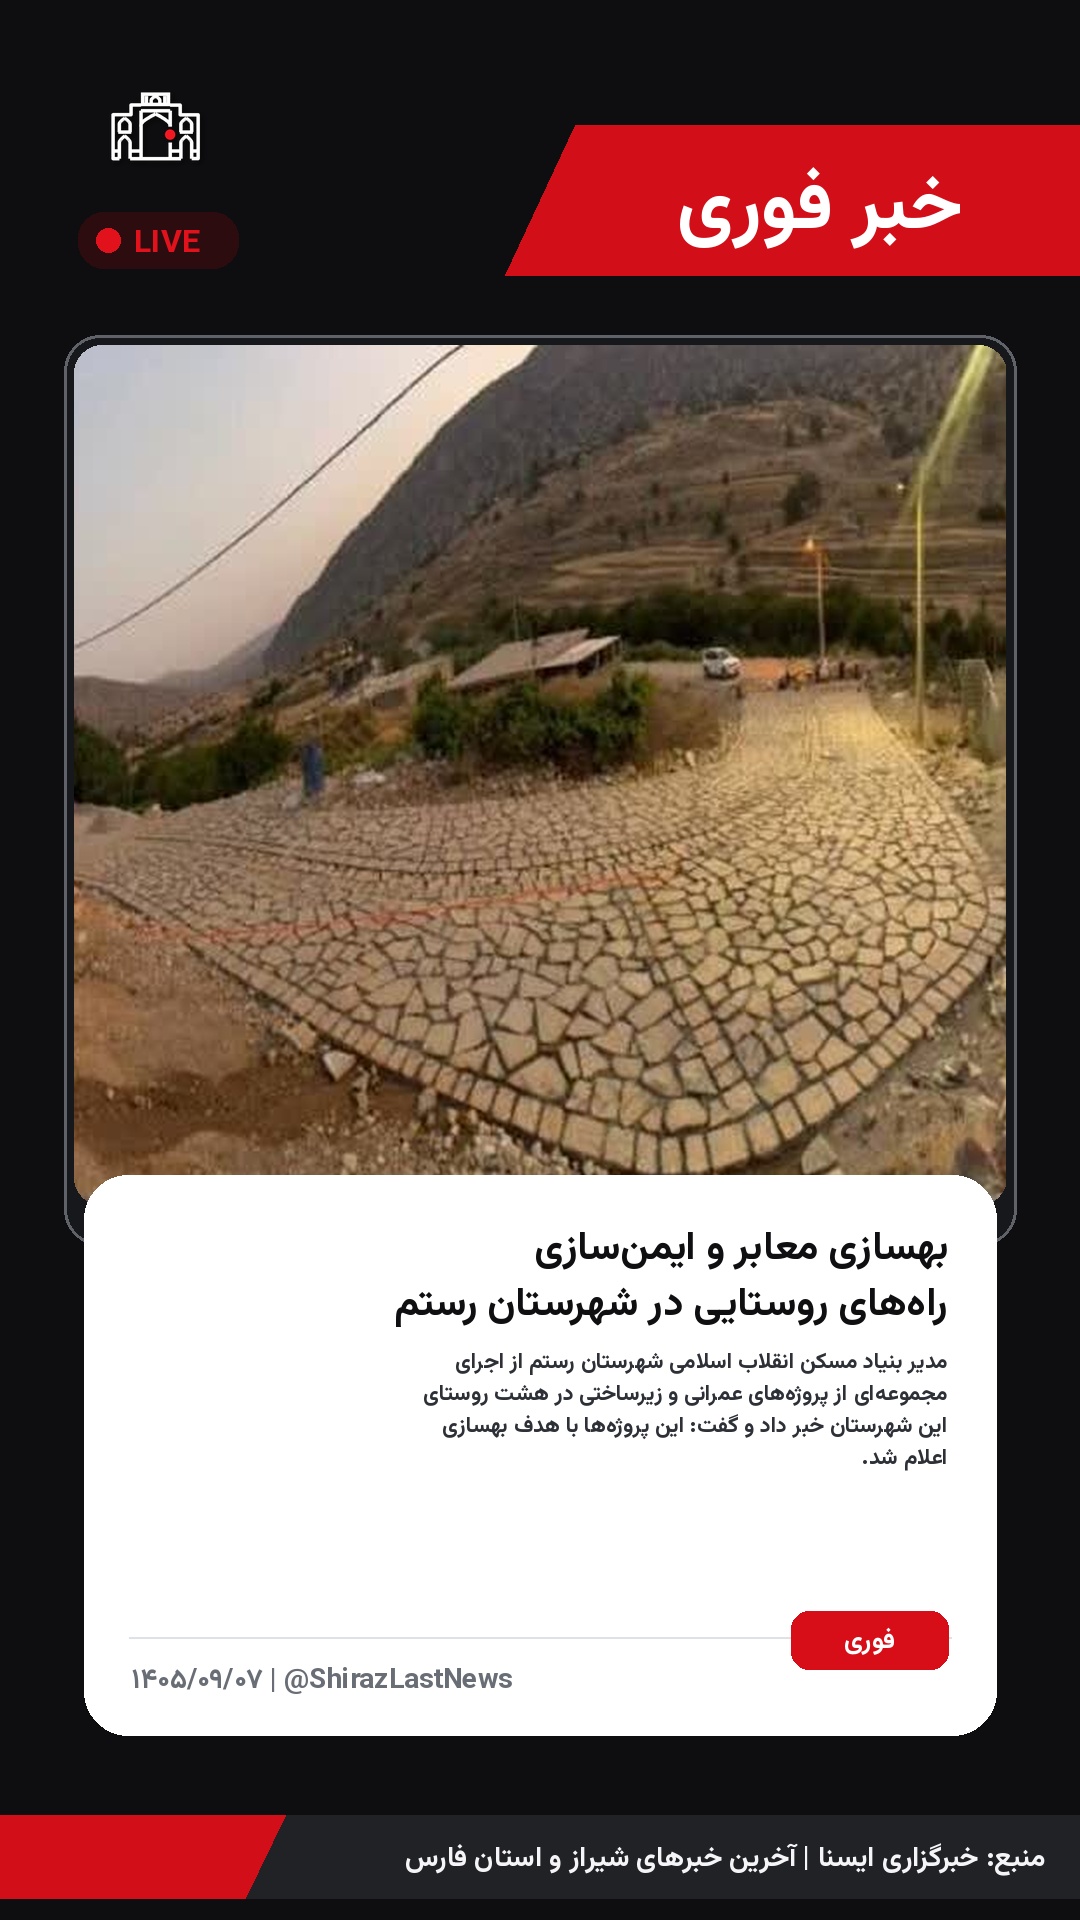 خبر فوری
LIVE
بهسازی معابر و ایمن‌سازی
راه‌های روستایی در شهرستان رستم
مدیر بنیاد مسکن انقلاب اسلامی شهرستان رستم از اجرای
مجموعه‌ای از پروژه‌های عمرانی و زیرساختی در هشت روستای
این شهرستان خبر داد و گفت: این پروژه‌ها با هدف بهسازی
اعلام شد.
فوری
۱۴۰۵/۰۹/۰۷ | @ShirazLastNews
منبع: خبرگزاری ایسنا | آخرین خبرهای شیراز و استان فارس